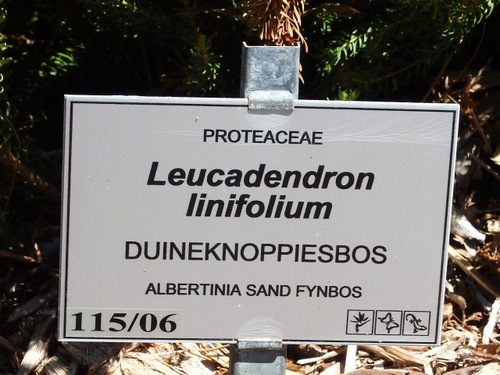 PROTEACEAE
Leucadendron
linifolium
DUINEKNOPPIESBOS
ALBERTINIA SAND FYNBOS
115/06